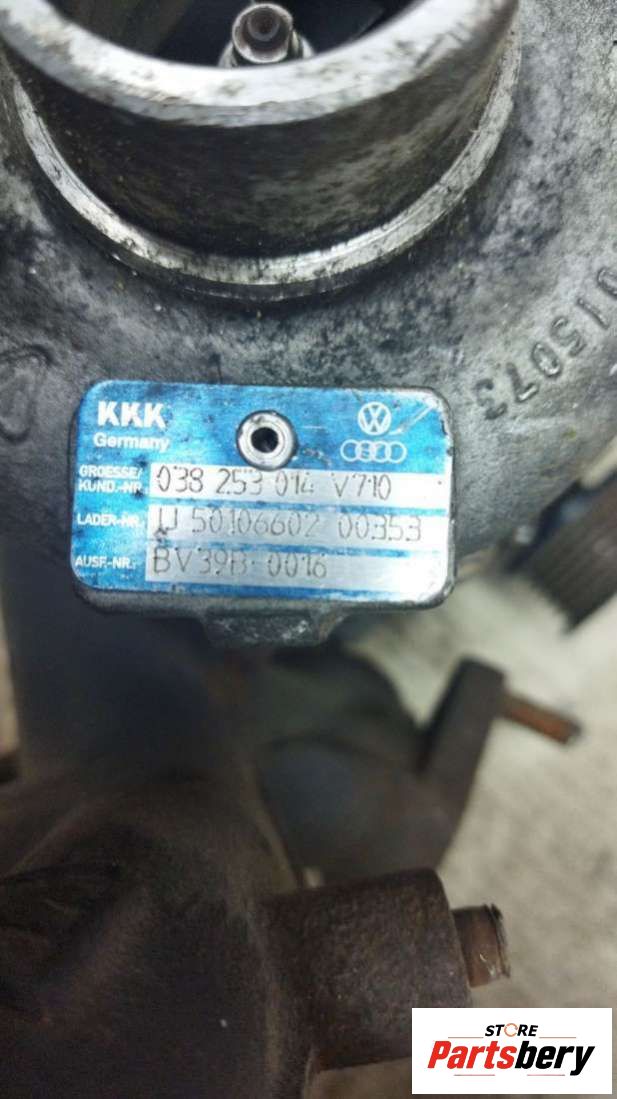 015073
KKK
Germany
GROESSE/
KUND.-NR. 038 253 014 V710
LADER-NR. U 50106602 00353
AUSF.-NR.: BV39B 0016
STORE
Partsbery